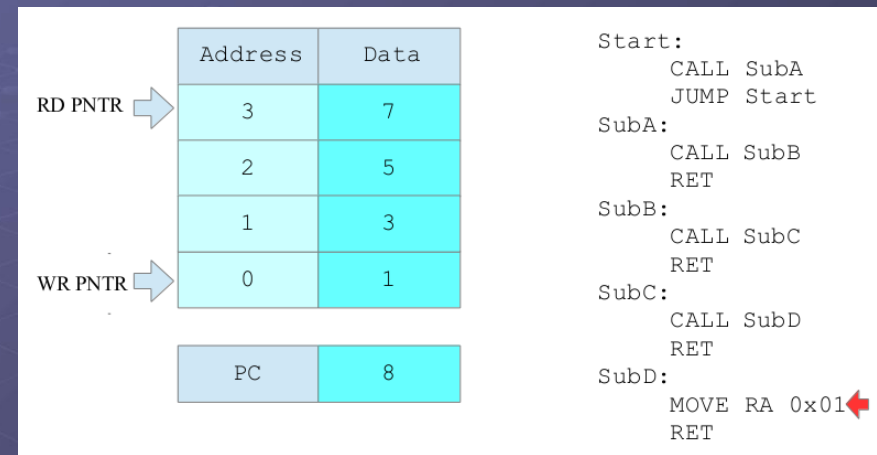 Address Data
RD PNTR 3 7
2 5
1 3
WR PNTR 0 1
PC 8
Start:
CALL SubA
JUMP Start
SubA:
CALL SubB
RET
SubB:
CALL SubC
RET
SubC:
CALL SubD
RET
SubD:
MOVE RA 0x01
RET